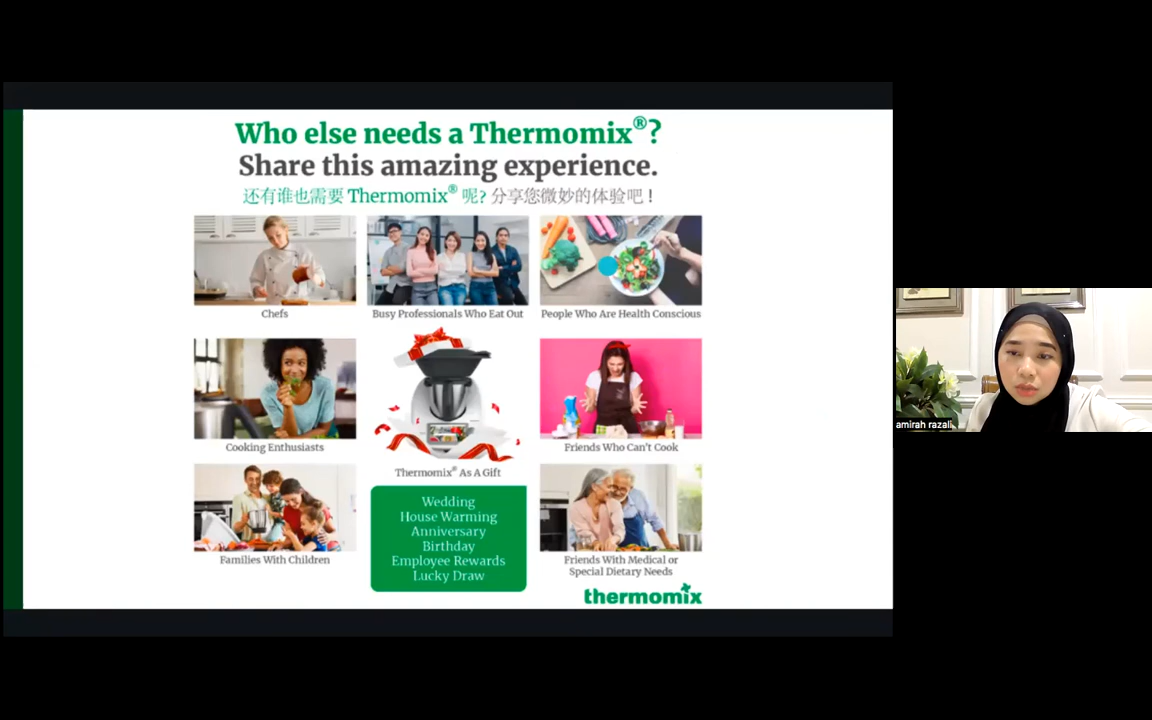 Who else needs a Thermomix®?
Share this amazing experience.
还有谁也需要 Thermomix® 呢? 分享您微妙的体验吧！
Chefs
Busy Professionals Who Eat Out
People Who Are Health Conscious
Cooking Enthusiasts
Thermomix® As A Gift
Friends Who Can't Cook
Families With Children
Wedding
House Warming
Anniversary
Birthday
Employee Rewards
Lucky Draw
Friends With Medical or
Special Dietary Needs
thermomix
amirah razali